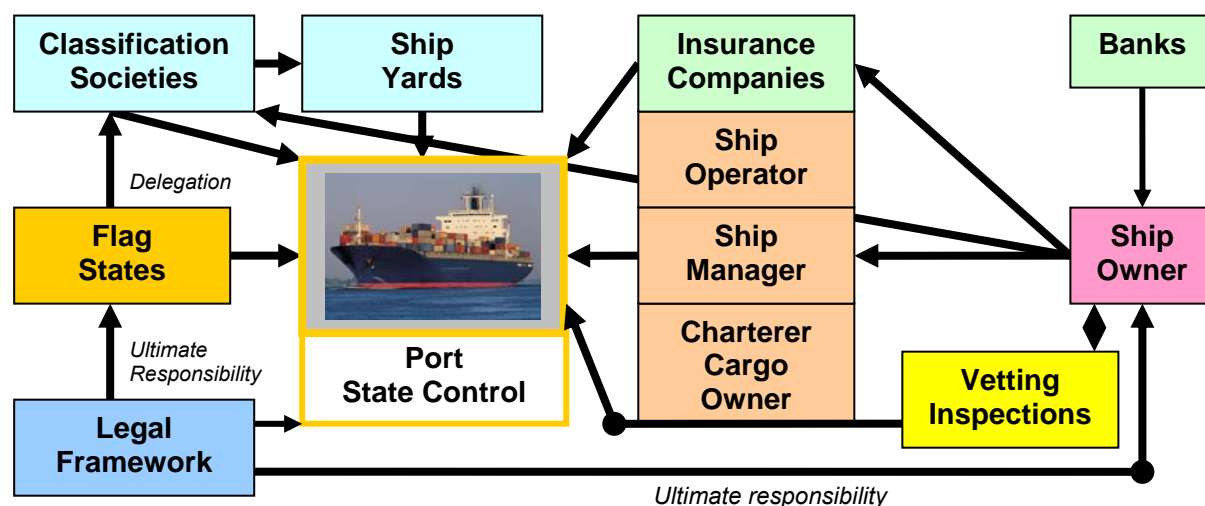 Classification
Societies
Ship
Yards
Insurance
Companies
Banks
Ship
Operator
Delegation
Flag
States
Ship
Manager
Ship
Owner
Ultimate
Responsibility
Port
State Control
Charterer
Cargo
Owner
Vetting
Inspections
Legal
Framework
Ultimate responsibility